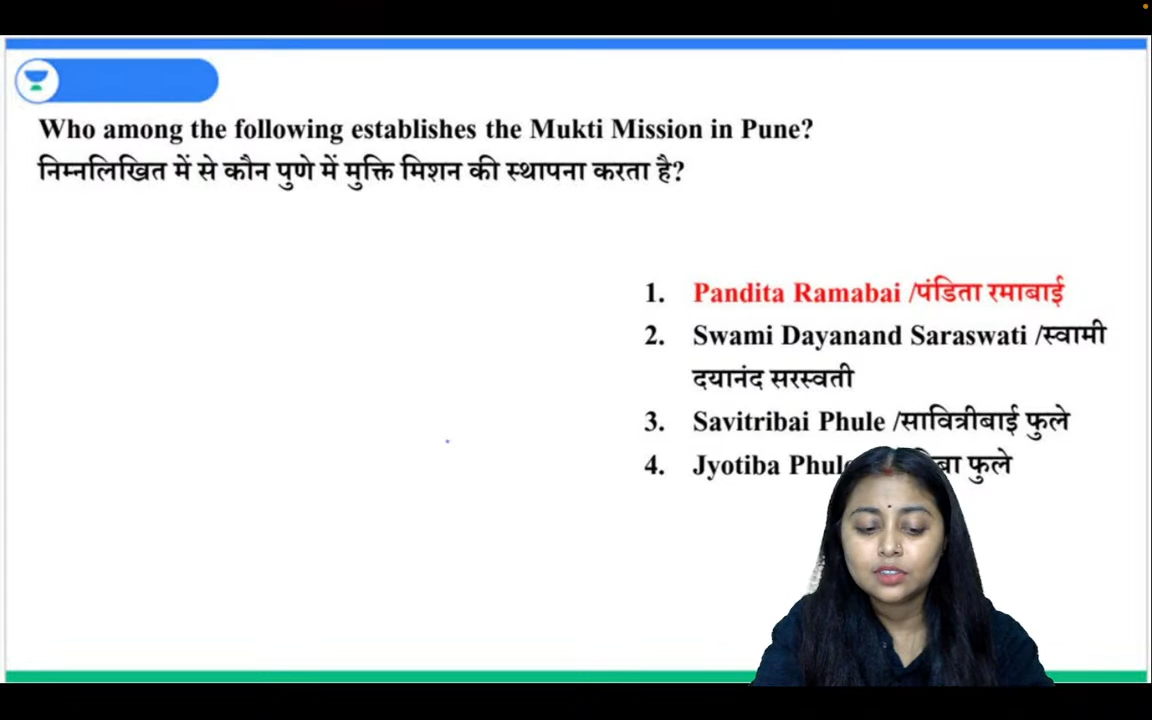 Who among the following establishes the Mukti Mission in Pune?
निम्नलिखित में से कौन पुणे में मुक्ति मिशन की स्थापना करता है?
1. Pandita Ramabai /पंडिता रमाबाई
2. Swami Dayanand Saraswati /स्वामी
दयानंद सरस्वती
3. Savitribai Phule /सावित्रीबाई फुले
4. Jyotiba फुले